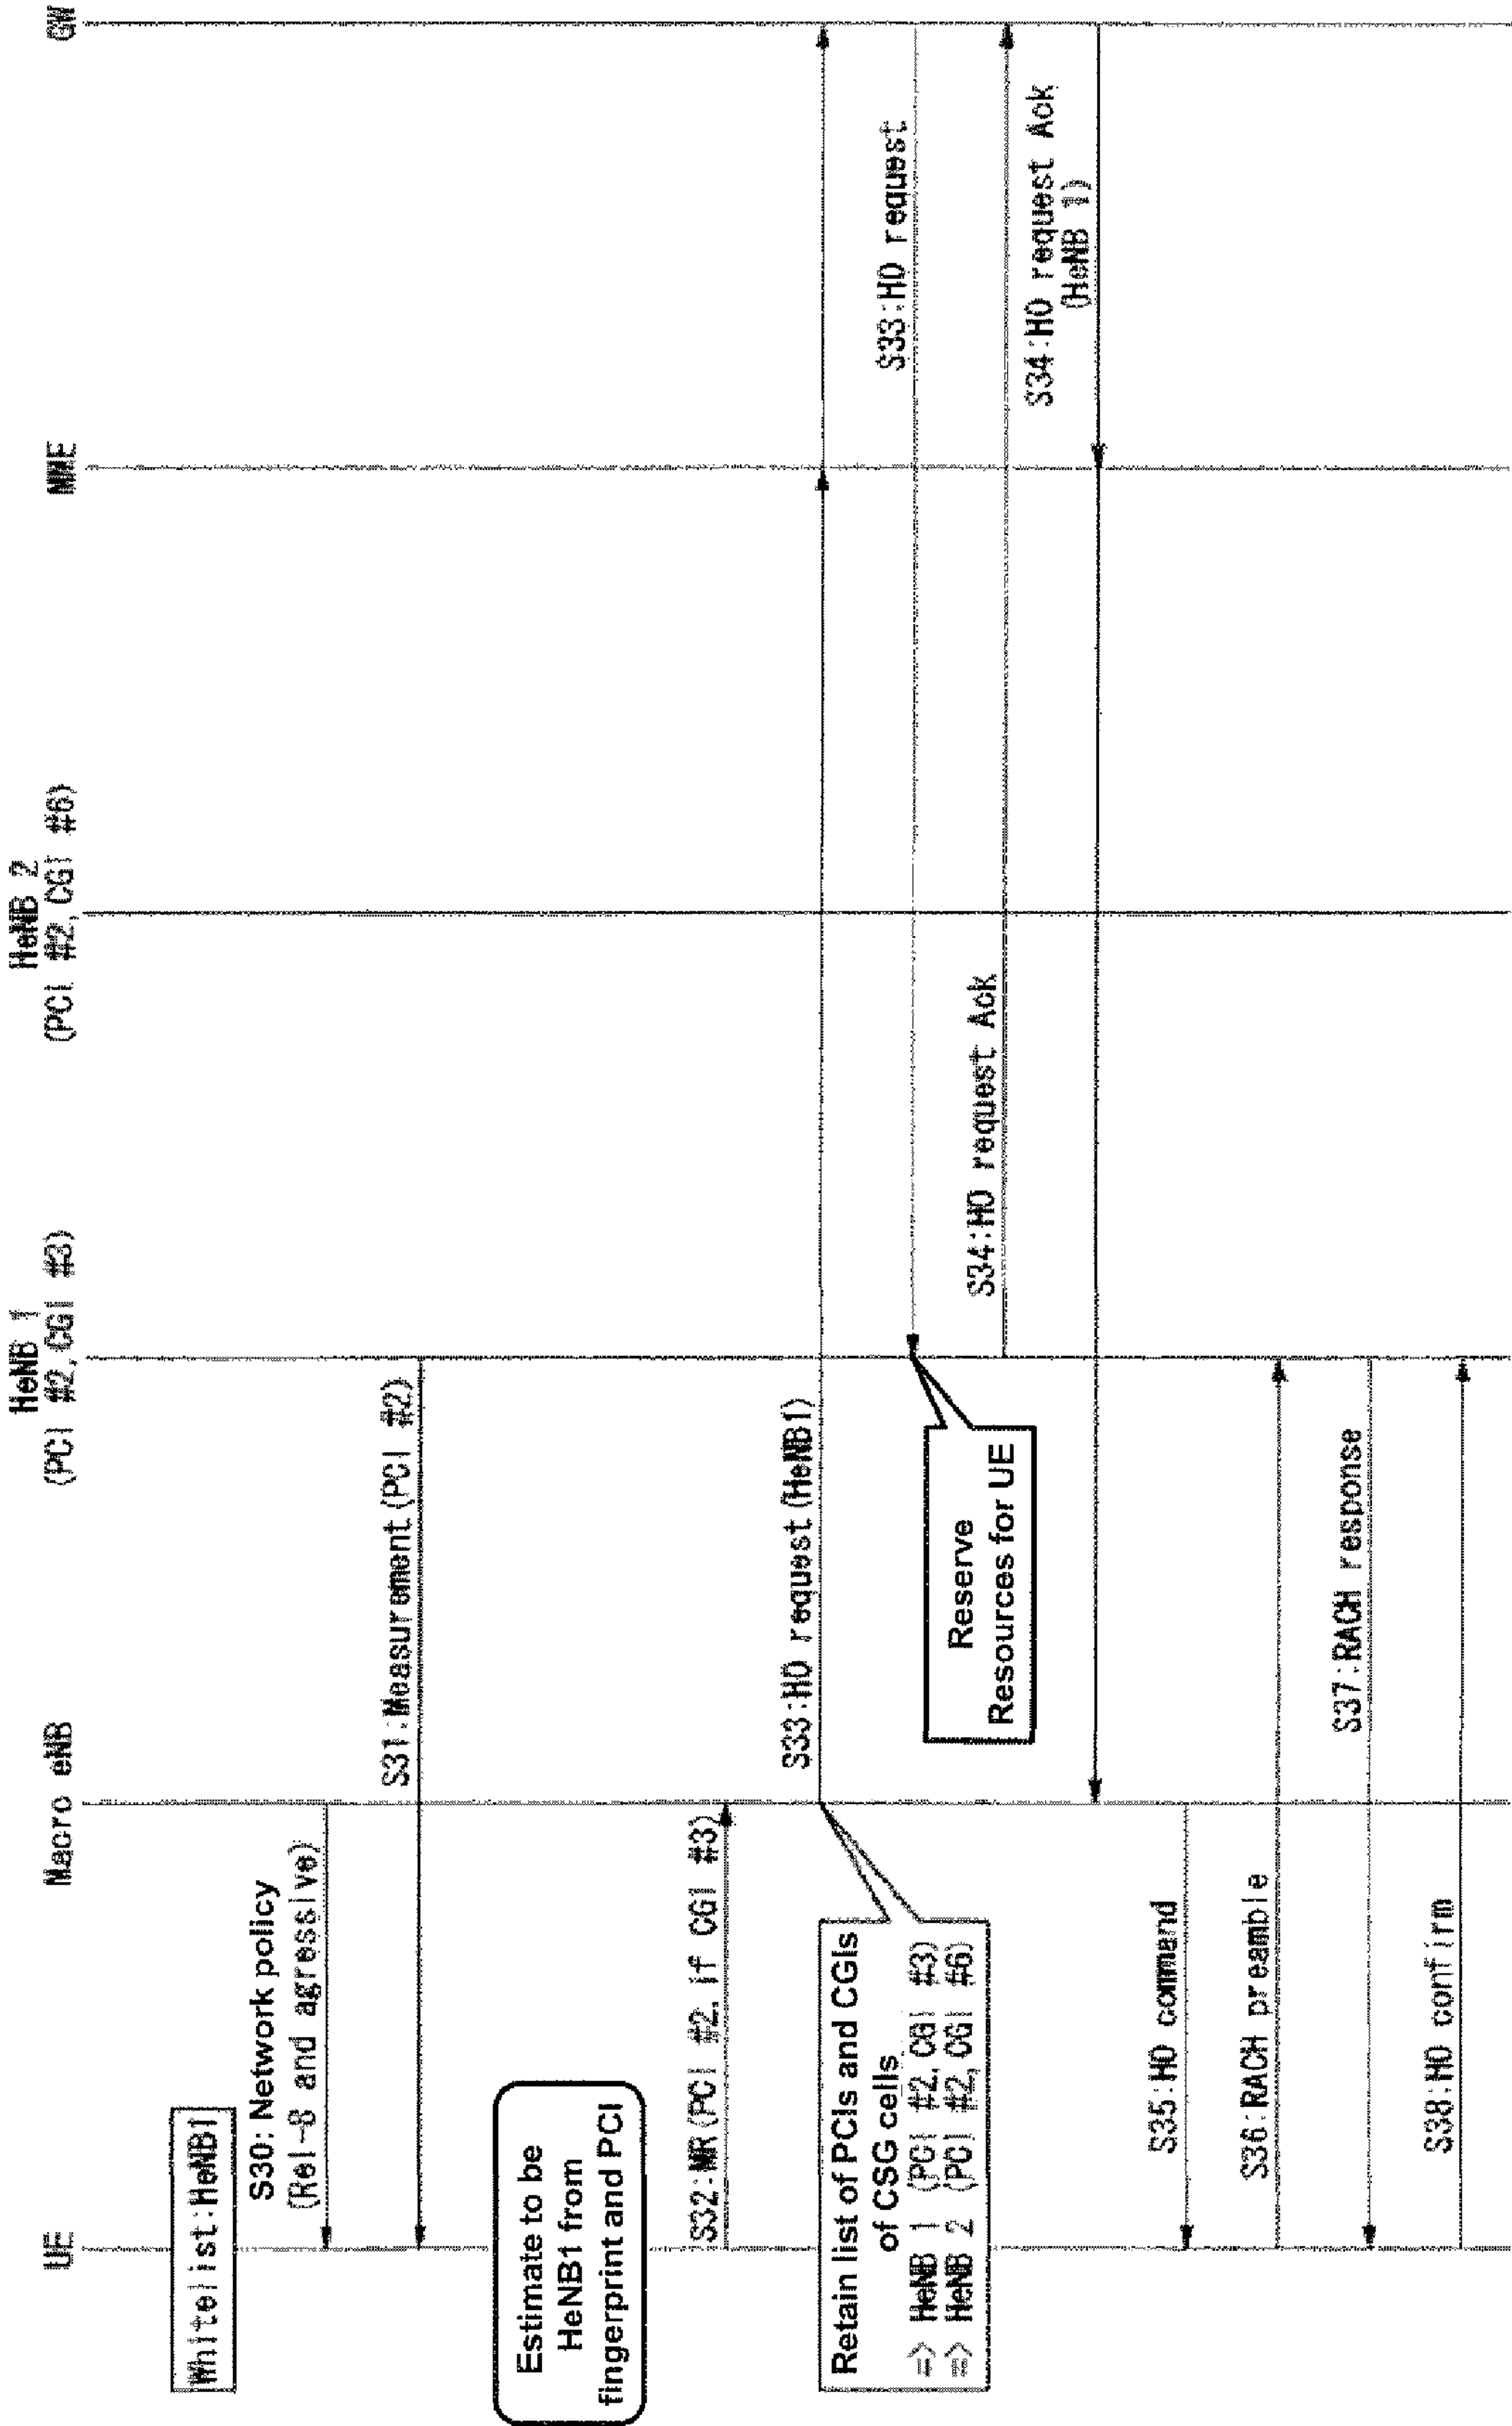 UE
Macro eNB
HeNB 1
(PCI #2, CGI #3)
HeNB 2
(PCI #2, CGI #6)
MME
GW
Whitelist:HeNB1
S30: Network policy
(Rel-8 and agressive)
S31:Measurement(PCI #2)
Estimate to be
HeNB1 from
fingerprint and PCI
S32:MR(PCI #2, if CGI #3)
S33:HO request(HeNB1)
Retain list of PCIs and CGIs
of CSG cells
=> HeNB 1 (PCI #2, CGI #3)
=> HeNB 2 (PCI #2, CGI #6)
S33:HO request
Reserve
Resources for UE
S34:HO request Ack
S34:HO request Ack
(HeNB 1)
S35:HO command
S36:RACH preamble
S37:RACH response
S38:HO confirm